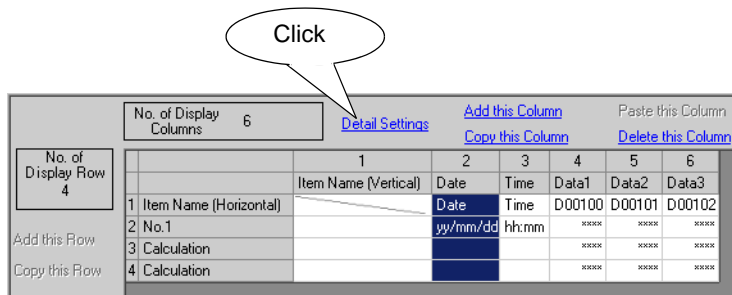 Click
No. of Display Columns 6
Detail Settings
Add this Column
Paste this Column
Copy this Column
Delete this Column
No. of Display Row 4
1 2 3 4 5 6
Item Name (Vertical) Date Time Data1 Data2 Data3
1 Item Name (Horizontal) Date Time D00100 D00101 D00102
2 No.1 yy/mm/dd hh:mm **** **** ****
3 Calculation **** **** ****
4 Calculation **** **** ****
Add this Row
Copy this Row